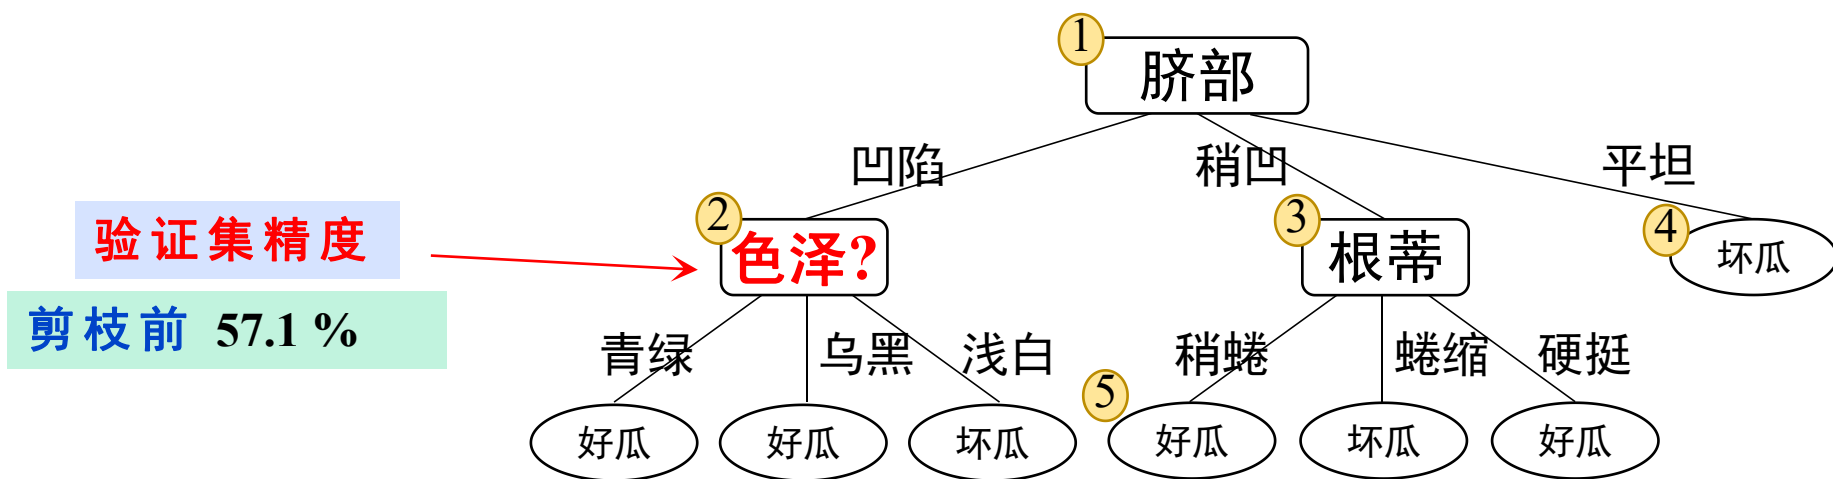 1
脐部
凹陷
稍凹
平坦
验证集精度
剪枝前 57.1 %
2
色泽?
3
根蒂
4
坏瓜
青绿
乌黑
浅白
稍蜷
蜷缩
硬挺
5
好瓜
好瓜
坏瓜
好瓜
坏瓜
好瓜